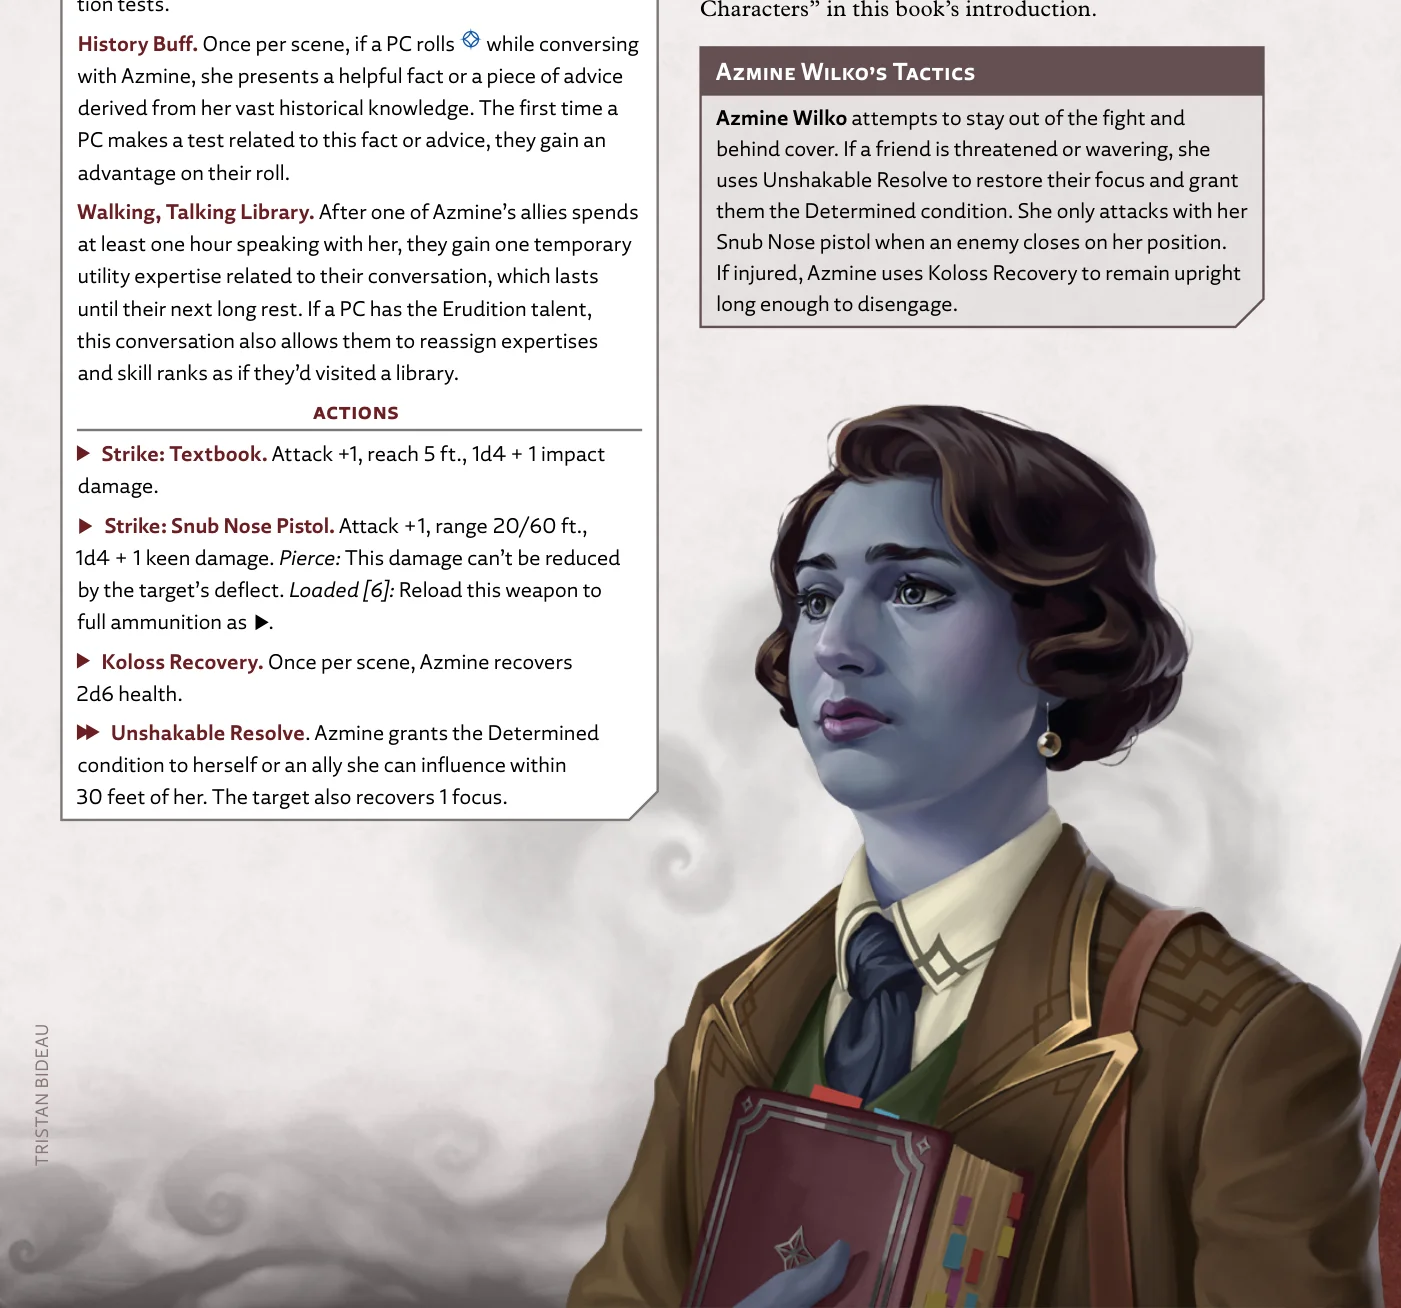 tion tests.
History Buff. Once per scene, if a PC rolls while conversing
with Azmine, she presents a helpful fact or a piece of advice
derived from her vast historical knowledge. The first time a
PC makes a test related to this fact or advice, they gain an
advantage on their roll.
Walking, Talking Library. After one of Azmine’s allies spends
at least one hour speaking with her, they gain one temporary
utility expertise related to their conversation, which lasts
until their next long rest. If a PC has the Erudition talent,
this conversation also allows them to reassign expertises
and skill ranks as if they’d visited a library.
ACTIONS
▶ Strike: Textbook. Attack +1, reach 5 ft., 1d4 + 1 impact
damage.
▶ Strike: Snub Nose Pistol. Attack +1, range 20/60 ft.,
1d4 + 1 keen damage. Pierce: This damage can’t be reduced
by the target’s deflect. Loaded [6]: Reload this weapon to
full ammunition as ▶.
▶ Koloss Recovery. Once per scene, Azmine recovers
2d6 health.
▶▶ Unshakable Resolve. Azmine grants the Determined
condition to herself or an ally she can influence within
30 feet of her. The target also recovers 1 focus.
Characters” in this book’s introduction.
Azmine Wilko’s Tactics
Azmine Wilko attempts to stay out of the fight and
behind cover. If a friend is threatened or wavering, she
uses Unshakable Resolve to restore their focus and grant
them the Determined condition. She only attacks with her
Snub Nose pistol when an enemy closes on her position.
If injured, Azmine uses Koloss Recovery to remain upright
long enough to disengage.
TRISTAN BIDEAU